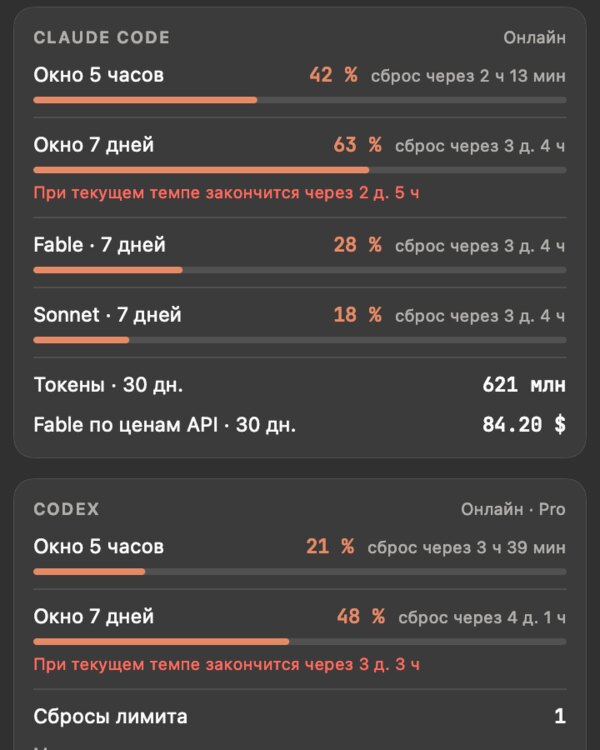 CLAUDE CODE Онлайн
Окно 5 часов 42 % сброс через 2 ч 13 мин
Окно 7 дней 63 % сброс через 3 д. 4 ч
При текущем темпе закончится через 2 д. 5 ч
Fable · 7 дней 28 % сброс через 3 д. 4 ч
Sonnet · 7 дней 18 % сброс через 3 д. 4 ч
Токены · 30 дн. 621 млн
Fable по ценам API · 30 дн. 84.20 $
CODEX Онлайн · Pro
Окно 5 часов 21 % сброс через 3 ч 39 мин
Окно 7 дней 48 % сброс через 4 д. 1 ч
При текущем темпе закончится через 3 д. 3 ч
Сбросы лимита 1